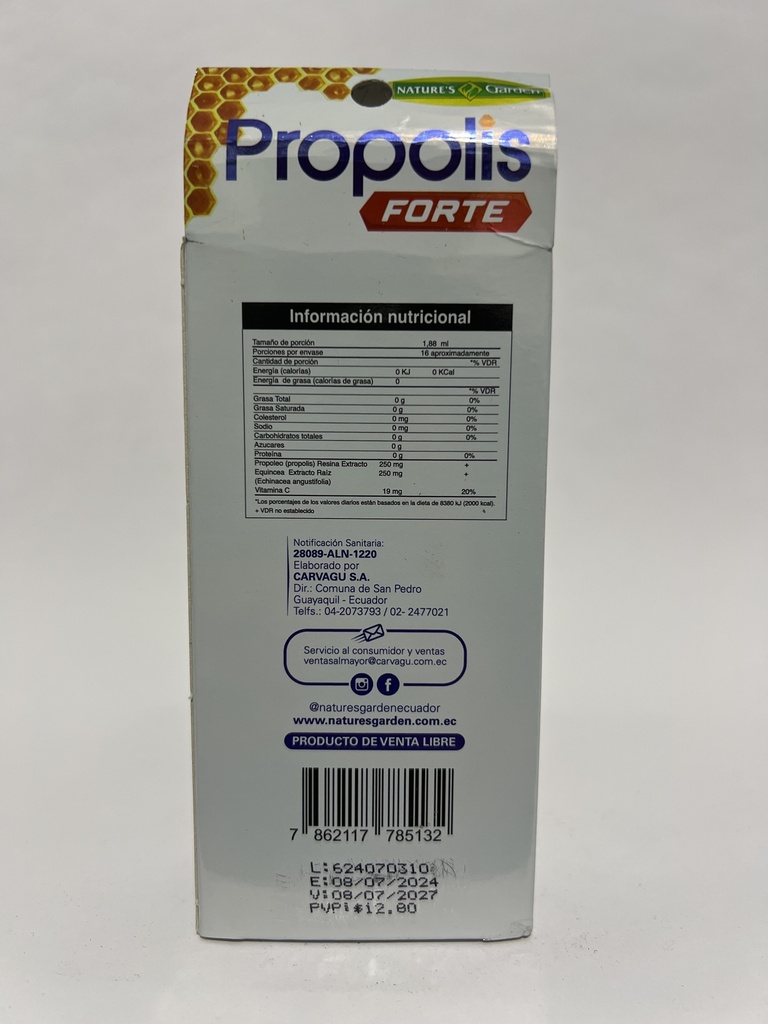 NATURE'S Garden
Propolis
FORTE
Información nutricional
Tamaño de porción 1,88 ml
Porciones por envase 16 aproximadamente
Cantidad de porción *% VDR
Energía (calorías) 0 KJ 0 KCal
Energía de grasa (calorías de grasa) 0
*% VDR
Grasa Total 0 g 0%
Grasa Saturada 0 g 0%
Colesterol 0 mg 0%
Sodio 0 mg 0%
Carbohidratos totales 0 g 0%
Azucares 0 g
Proteína 0 g 0%
Propoleo (propolis) Resina Extracto 250 mg +
Equincea Extracto Raíz 250 mg +
(Echinacea angustifolia)
Vitamina C 19 mg 20%
*Los porcentajes de los valores diarios están basados en la dieta de 8380 kJ (2000 kcal).
+ VDR no establecido
Notificación Sanitaria:
28089-ALN-1220
Elaborado por
CARVAGU S.A.
Dir.: Comuna de San Pedro
Guayaquil - Ecuador
Telfs.: 04-2073793 / 02- 2477021
Servicio al consumidor y ventas
ventasalmayor@carvagu.com.ec
@naturesgardenecuador
www.naturesgarden.com.ec
PRODUCTO DE VENTA LIBRE
7 862117 785132
L:624070310
E:08/07/2024
V:08/07/2027
PVP:$12.80